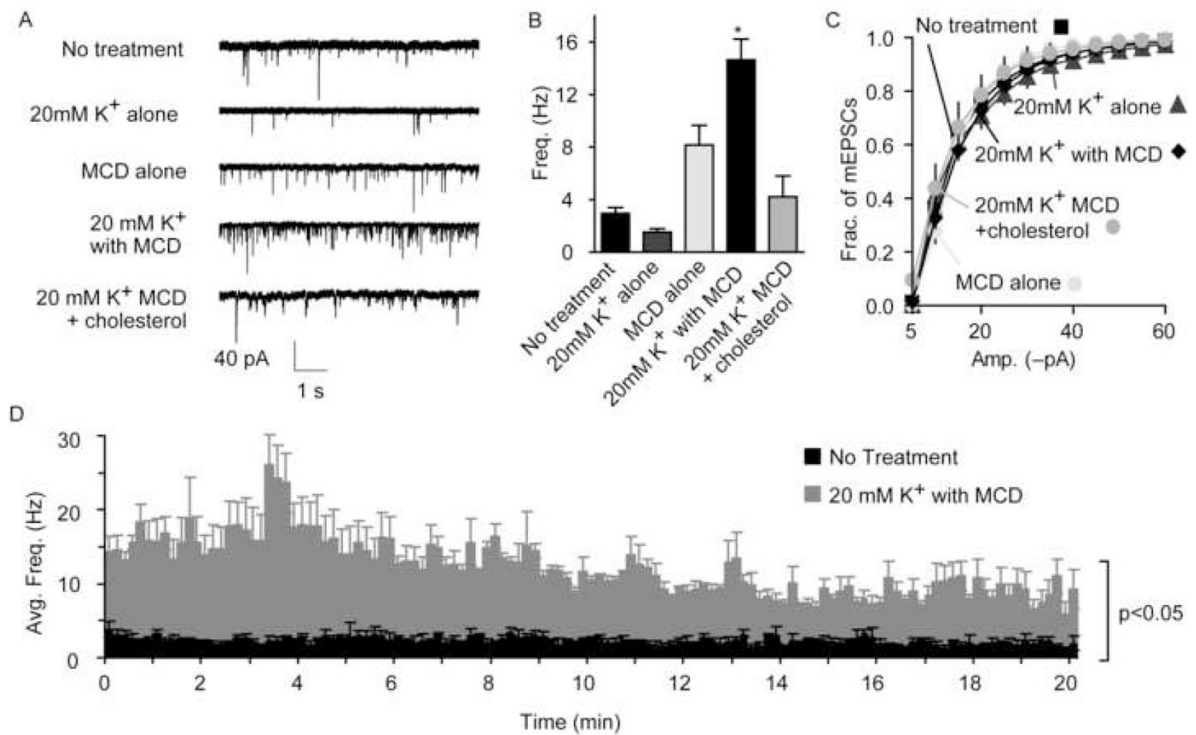 A
No treatment
20mM K⁺ alone
MCD alone
20 mM K⁺
with MCD
20 mM K⁺ MCD
+ cholesterol
40 pA
1 s
B
Freq. (Hz)
16
12
8
4
0
*
No treatment
20mM K⁺ alone
MCD alone
20mM K⁺ with MCD
20mM K⁺ MCD
+ cholesterol
C
Frac. of mEPSCs
1.0
0.8
0.6
0.4
0.2
0.0
5
20
40
60
Amp. (–pA)
No treatment
20mM K⁺ alone
20mM K⁺ with MCD
20mM K⁺ MCD
+cholesterol
MCD alone
D
Avg. Freq. (Hz)
30
20
10
0
0
2
4
6
8
10
12
14
16
18
20
Time (min)
No Treatment
20 mM K⁺ with MCD
p<0.05